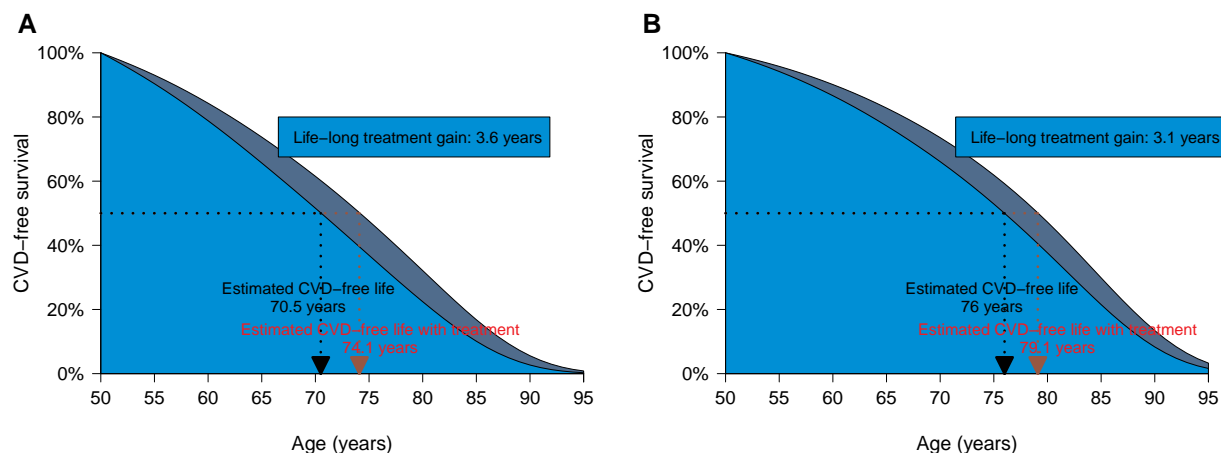 A
CVD−free survival
100%
80%
60%
40%
20%
0%
Life−long treatment gain: 3.6 years
Estimated CVD−free life
70.5 years
Estimated CVD−free life with treatment
74.1 years
50 55 60 65 70 75 80 85 90 95
Age (years)
B
CVD−free survival
100%
80%
60%
40%
20%
0%
Life−long treatment gain: 3.1 years
Estimated CVD−free life
76 years
Estimated CVD−free life with treatment
79.1 years
50 55 60 65 70 75 80 85 90 95
Age (years)